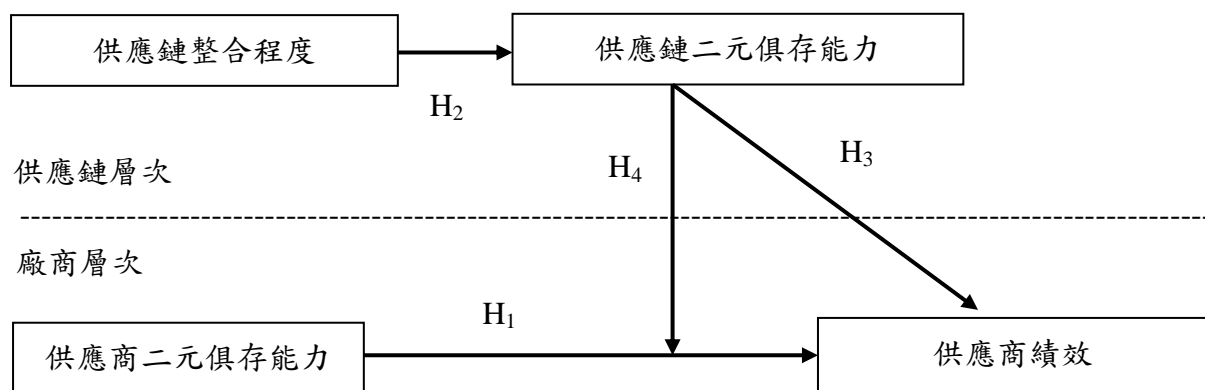 供應鏈整合程度
供應鏈二元俱存能力
H₂
供應鏈層次
H₄
H₃
廠商層次
H₁
供應商二元俱存能力
供應商績效